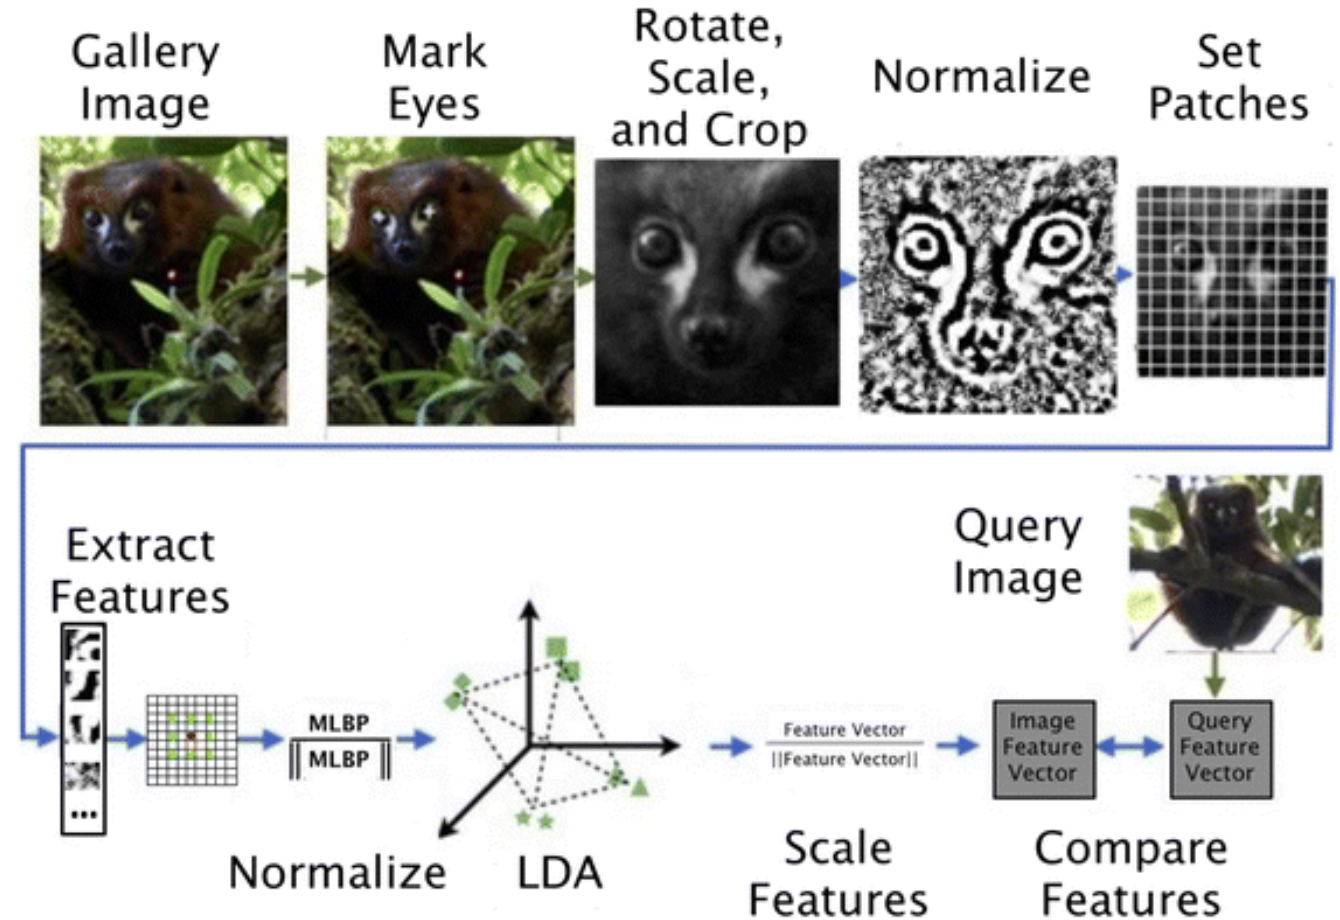 Gallery
Image
Mark
Eyes
Rotate,
Scale,
and Crop
Normalize
Set
Patches
Extract
Features
Query
Image
MLBP
||MLBP||
Normalize
LDA
Feature Vector
||Feature Vector||
Scale
Features
Image
Feature
Vector
Query
Feature
Vector
Compare
Features